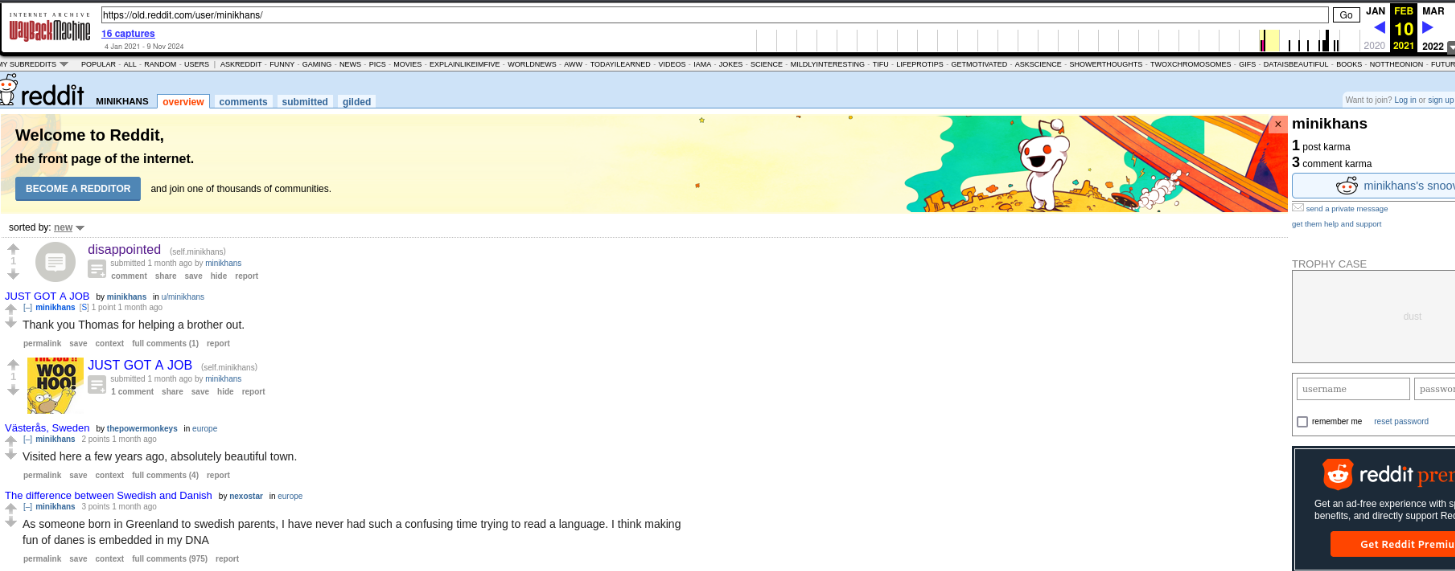 INTERNET ARCHIVE
WayBackMachine
https://old.reddit.com/user/minikhans/
Go
JAN FEB MAR
16 captures
10
4 Jan 2021 - 9 Nov 2024
2020 2021 2022
MY SUBREDDITS POPULAR - ALL - RANDOM - USERS | ASKREDDIT - FUNNY - GAMING - NEWS - PICS - MOVIES - EXPLAINLIKEIMFIVE - WORLDNEWS - AWW - TODAYILEARNED - VIDEOS - IAMA - JOKES - SCIENCE - MILDLYINTERESTING - TIFU - LIFEPROTIPS - GETMOTIVATED - ASKSCIENCE - SHOWERTHOUGHTS - TWOXCHROMOSOMES - GIFS - DATAISBEAUTIFUL - BOOKS - NOTTHEONION - FUTUR
reddit MINIKHANS overview comments submitted gilded
Want to join? Log in or sign up
Welcome to Reddit,
the front page of the internet.
BECOME A REDDITOR and join one of thousands of communities.
×
minikhans
1 post karma
3 comment karma
minikhans's snoov
send a private message
get them help and support
sorted by: new
1
disappointed (self.minikhans)
submitted 1 month ago by minikhans
comment share save hide report
JUST GOT A JOB by minikhans in u/minikhans
[–] minikhans [S] 1 point 1 month ago
Thank you Thomas for helping a brother out.
permalink save context full comments (1) report
1
THE JOB !!
WOO
HOO!
JUST GOT A JOB (self.minikhans)
submitted 1 month ago by minikhans
1 comment share save hide report
Västerås, Sweden by thepowermonkeys in europe
[–] minikhans 2 points 1 month ago
Visited here a few years ago, absolutely beautiful town.
permalink save context full comments (4) report
The difference between Swedish and Danish by nexostar in europe
[–] minikhans 3 points 1 month ago
As someone born in Greenland to swedish parents, I have never had such a confusing time trying to read a language. I think making
fun of danes is embedded in my DNA
permalink save context full comments (975) report
TROPHY CASE
dust
username
passwor
remember me reset password
reddit prem
Get an ad-free experience with sp
benefits, and directly support Red
Get Reddit Premiu